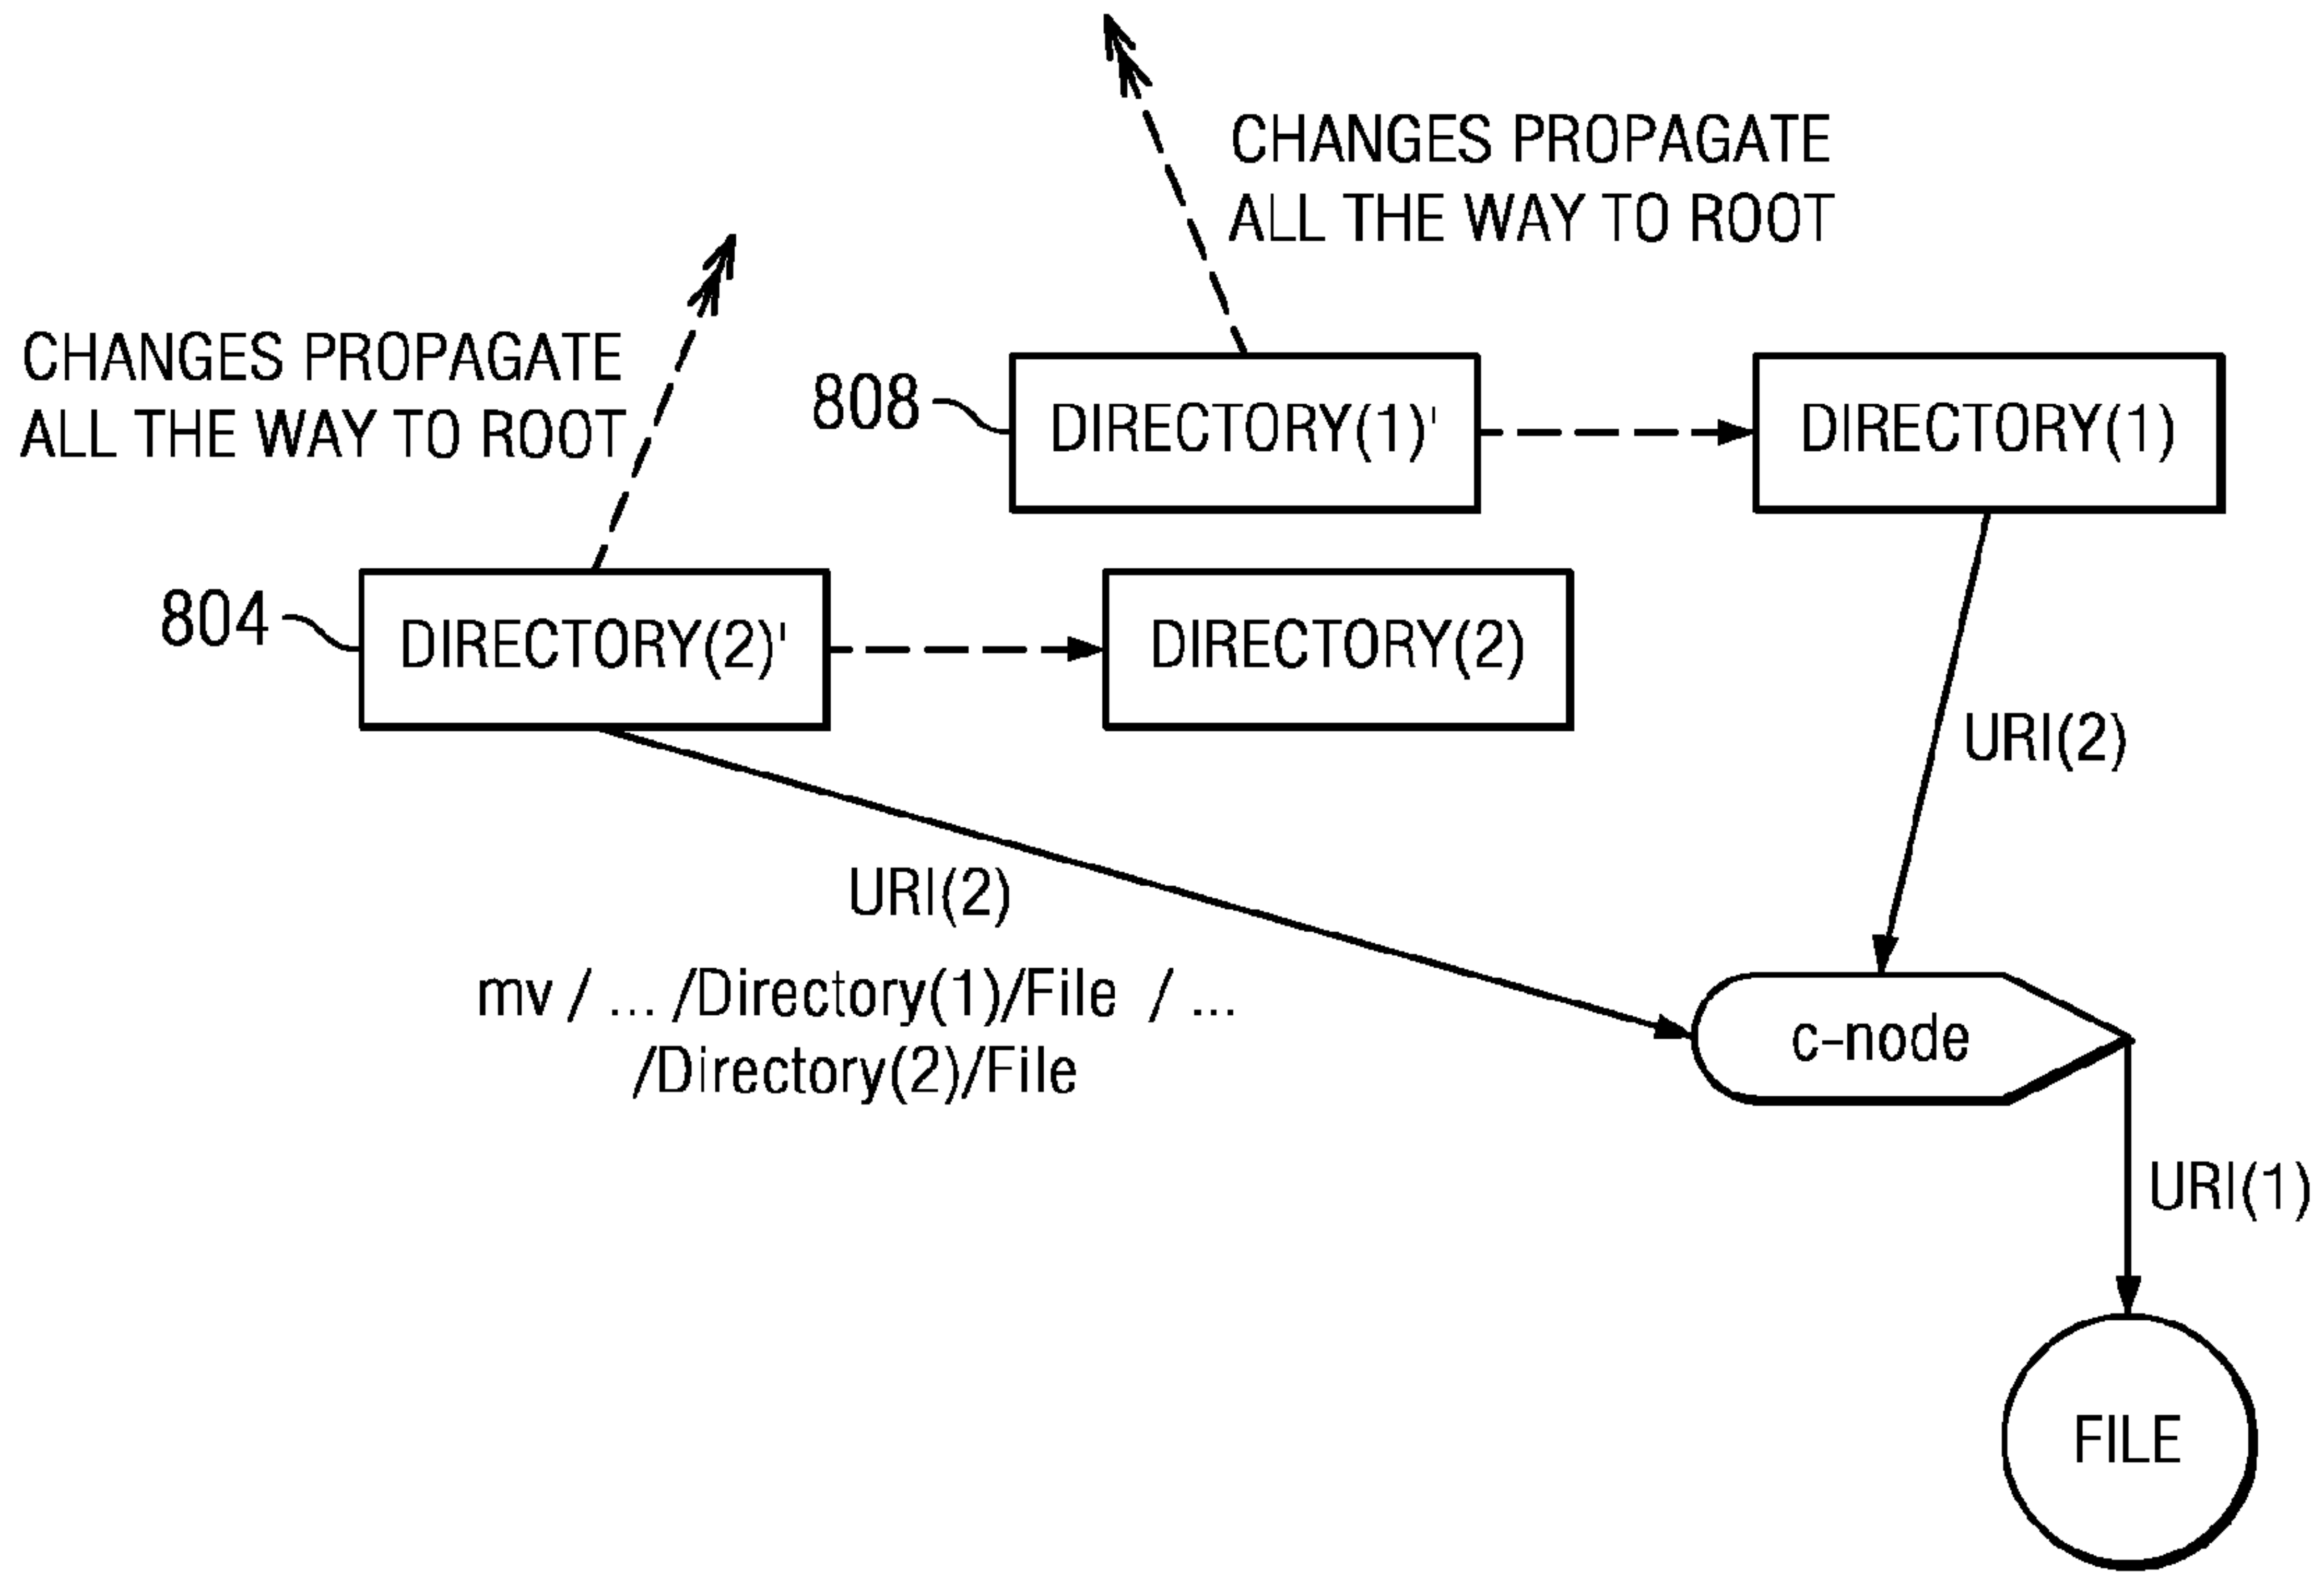 CHANGES PROPAGATE
ALL THE WAY TO ROOT
CHANGES PROPAGATE
ALL THE WAY TO ROOT
808
DIRECTORY(1)'
DIRECTORY(1)
804
DIRECTORY(2)'
DIRECTORY(2)
URI(2)
URI(2)
mv / ... /Directory(1)/File / ...
/Directory(2)/File
c-node
URI(1)
FILE